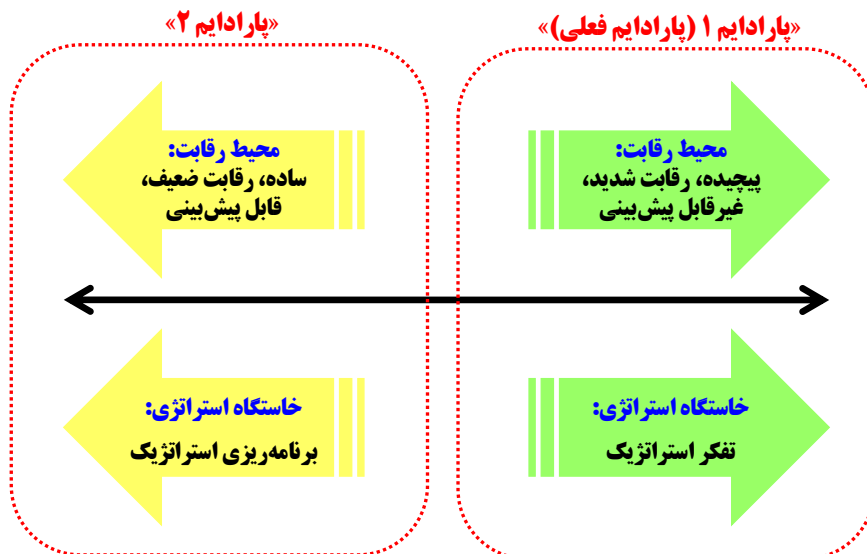 «پارادایم ۱ (پارادایم فعلی)»
محیط رقابت:
پیچیده، رقابت شدید،
غیرقابل پیش‌بینی
خاستگاه استراتژی:
تفکر استراتژیک
«پارادایم ۲»
محیط رقابت:
ساده، رقابت ضعیف،
قابل پیش‌بینی
خاستگاه استراتژی:
برنامه‌ریزی استراتژیک